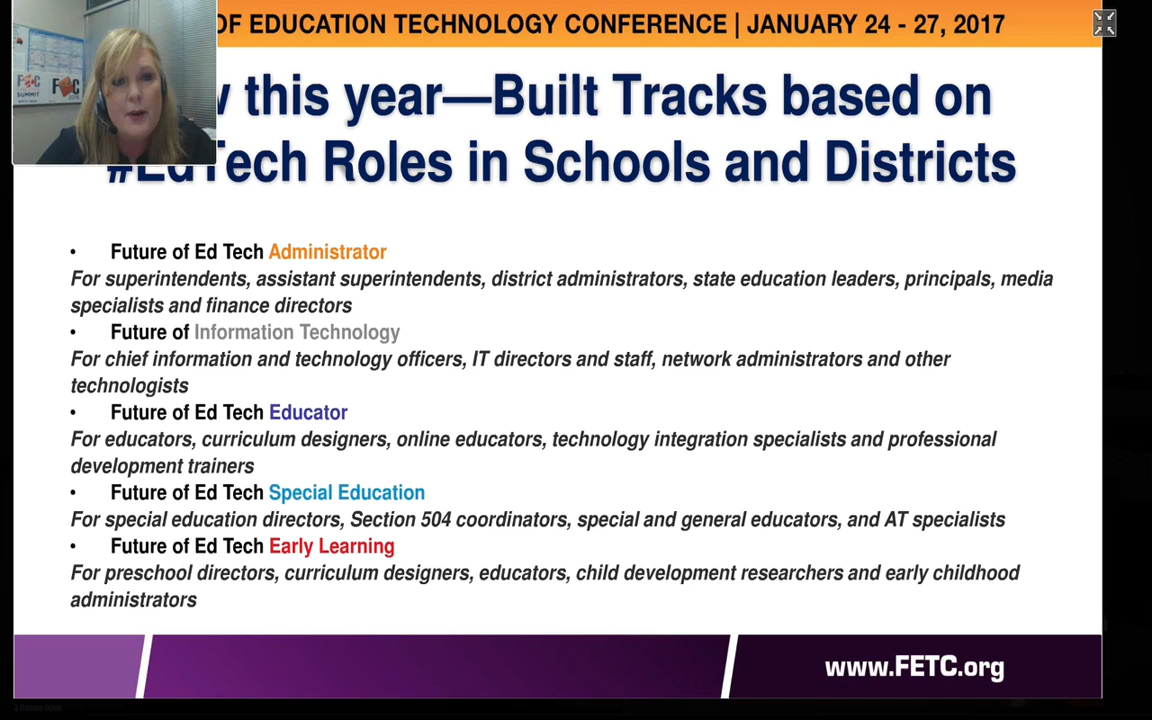 OF EDUCATION TECHNOLOGY CONFERENCE | JANUARY 24 - 27, 2017
this year—Built Tracks based on
#EdTech Roles in Schools and Districts
• Future of Ed Tech Administrator
For superintendents, assistant superintendents, district administrators, state education leaders, principals, media
specialists and finance directors
• Future of Information Technology
For chief information and technology officers, IT directors and staff, network administrators and other
technologists
• Future of Ed Tech Educator
For educators, curriculum designers, online educators, technology integration specialists and professional
development trainers
• Future of Ed Tech Special Education
For special education directors, Section 504 coordinators, special and general educators, and AT specialists
• Future of Ed Tech Early Learning
For preschool directors, curriculum designers, educators, child development researchers and early childhood
administrators
www.FETC.org